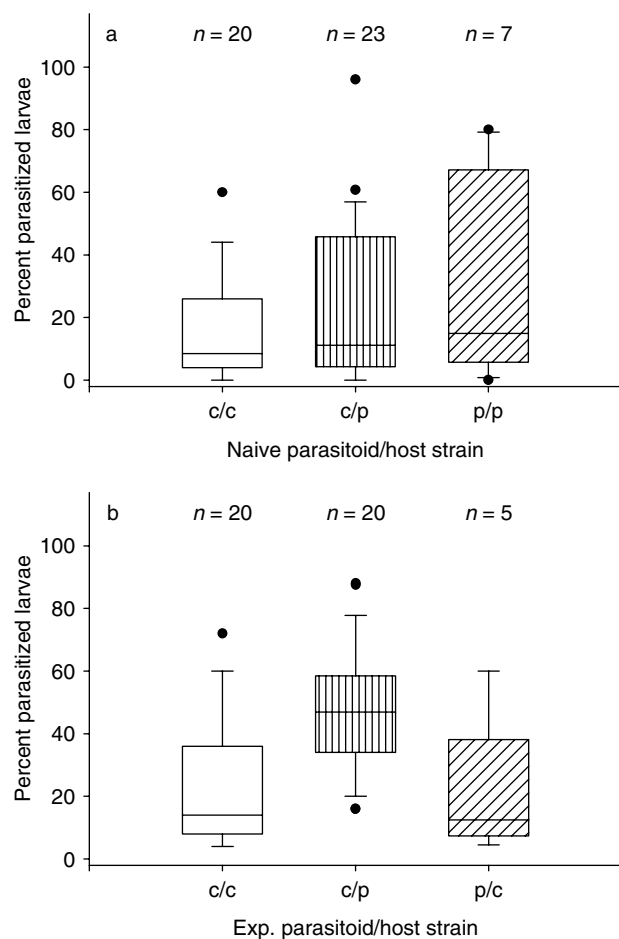 a n = 20 n = 23 n = 7
100
80
60
40
20
0
Percent parasitized larvae
c/c c/p p/p
Naive parasitoid/host strain
b n = 20 n = 20 n = 5
100
80
60
40
20
0
Percent parasitized larvae
c/c c/p p/c
Exp. parasitoid/host strain